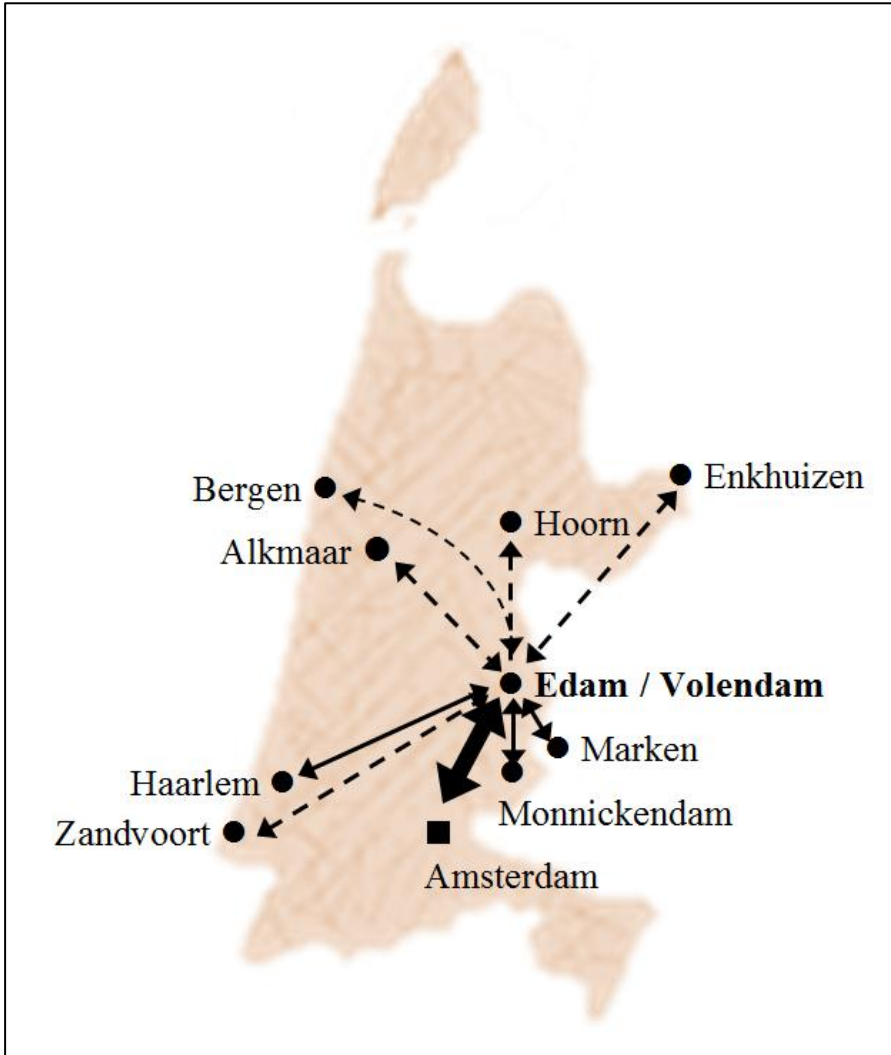 Enkhuizen
Bergen
Hoorn
Alkmaar
Edam / Volendam
Marken
Haarlem
Monnickendam
Zandvoort
Amsterdam